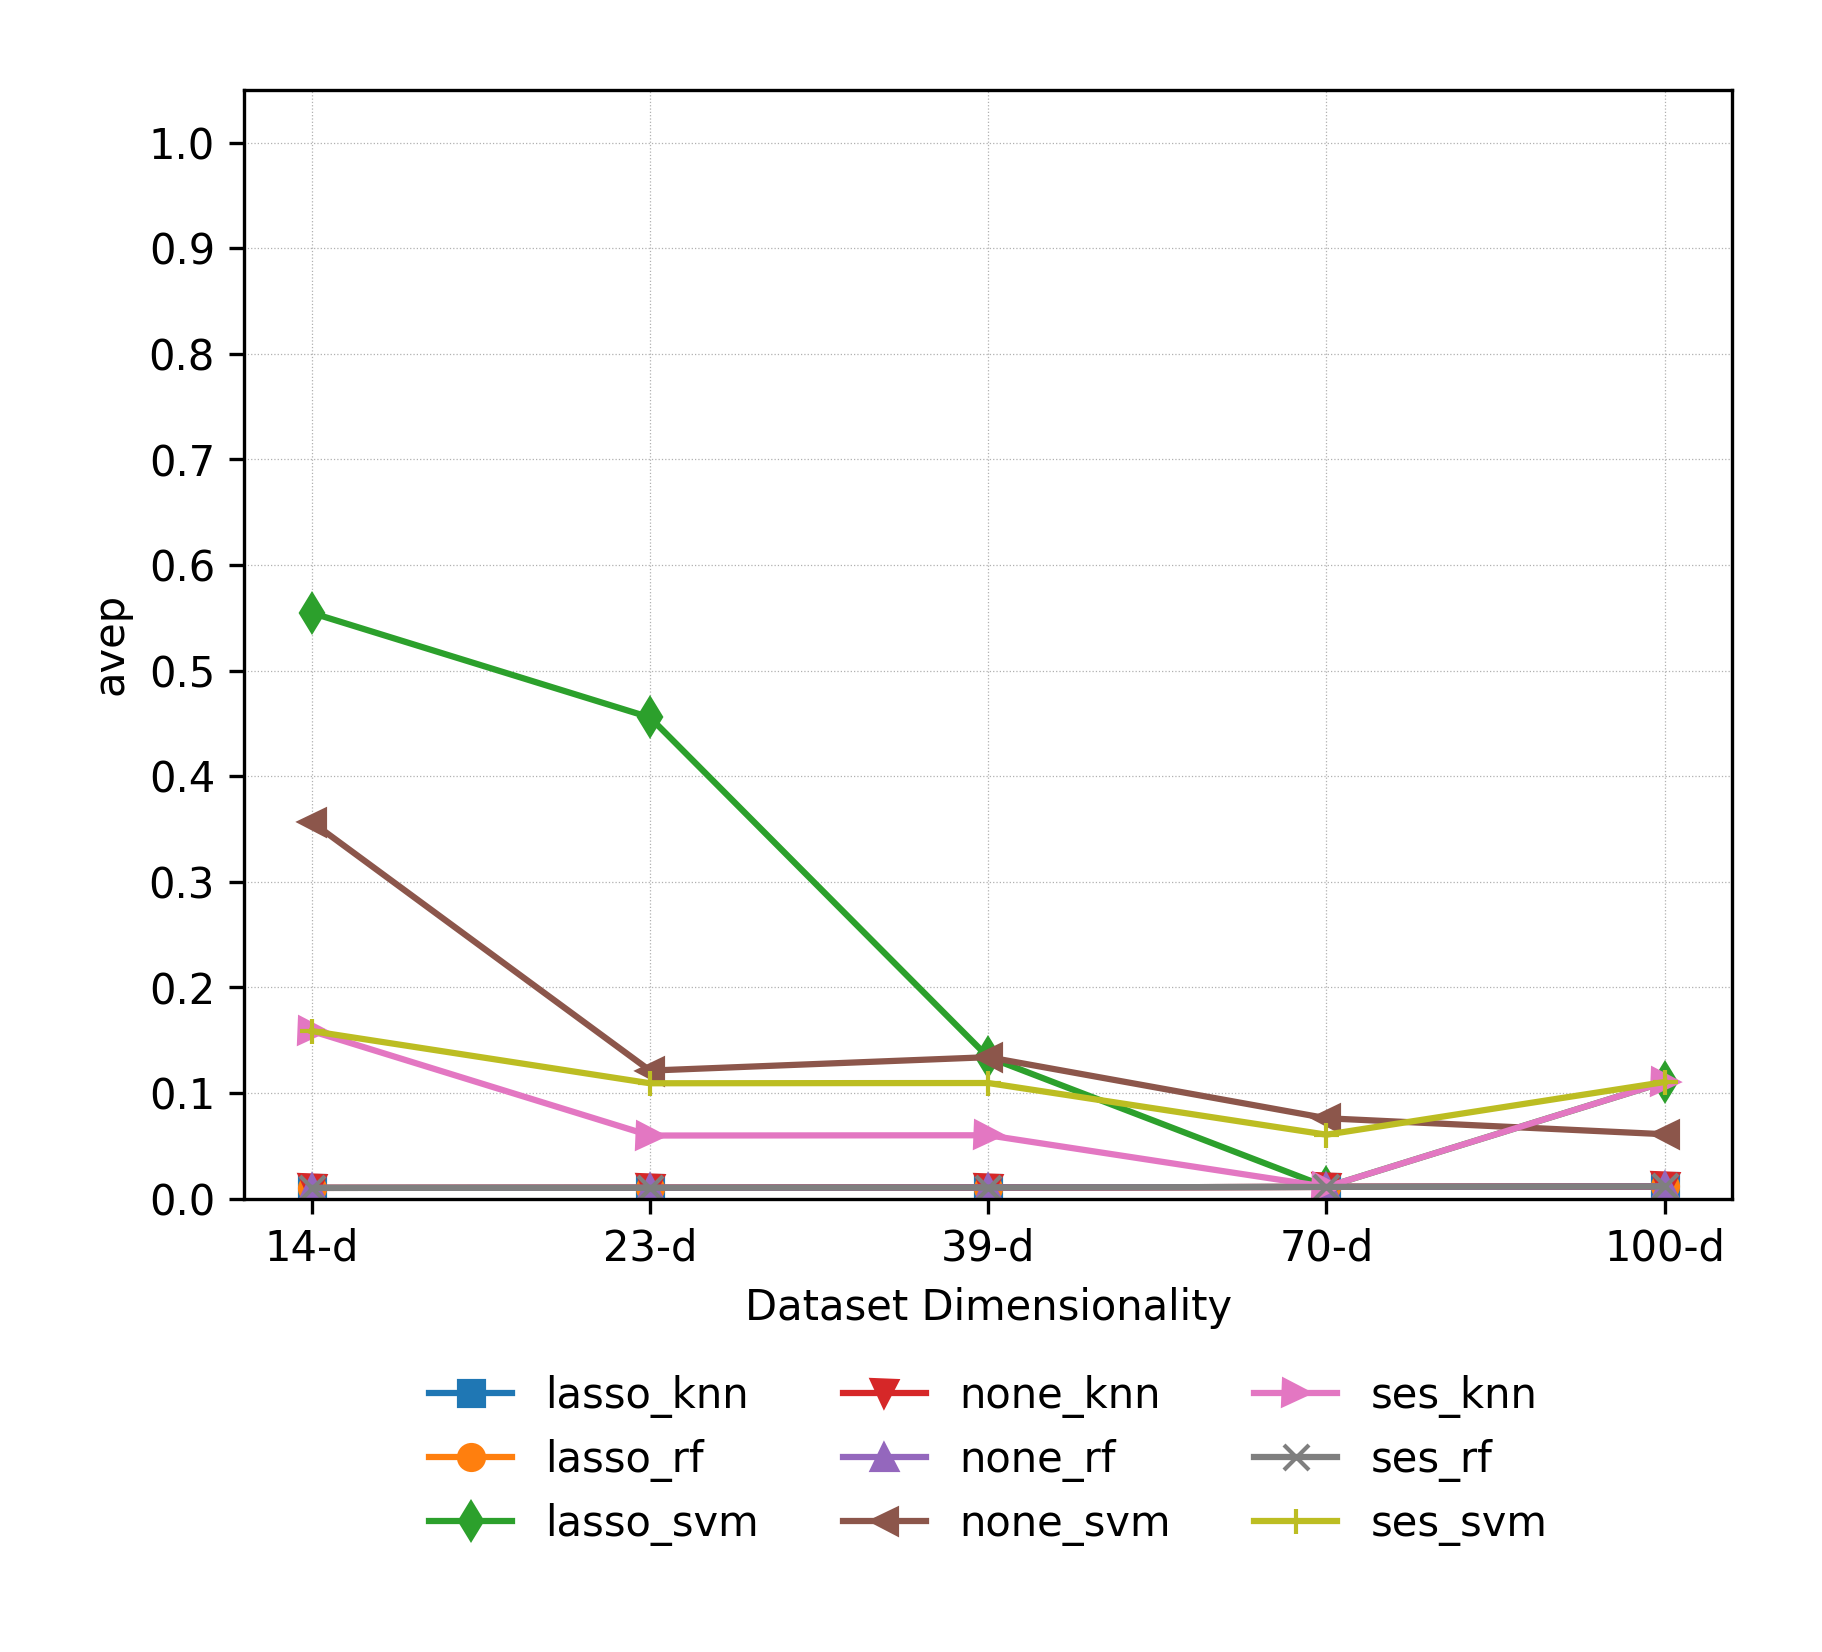 1.0
0.9
0.8
0.7
0.6
0.5
0.4
0.3
0.2
0.1
0.0
avep
14-d 23-d 39-d 70-d 100-d
Dataset Dimensionality
lasso_knn none_knn ses_knn
lasso_rf none_rf ses_rf
lasso_svm none_svm ses_svm